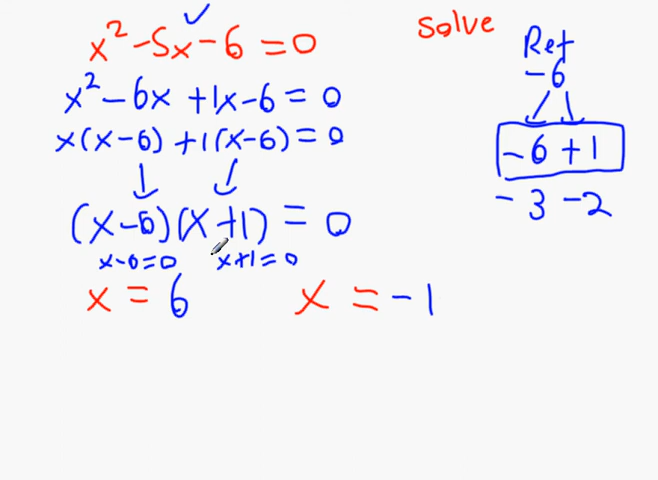 x² -5x -6 = 0
x² - 6x +1x -6 = 0
x(x-6) +1(x-6) = 0
(x-6)(x+1) = 0
x-6=0 x+1=0
x = 6 x = -1
Solve
Ref
-6
-6 +1
-3 -2